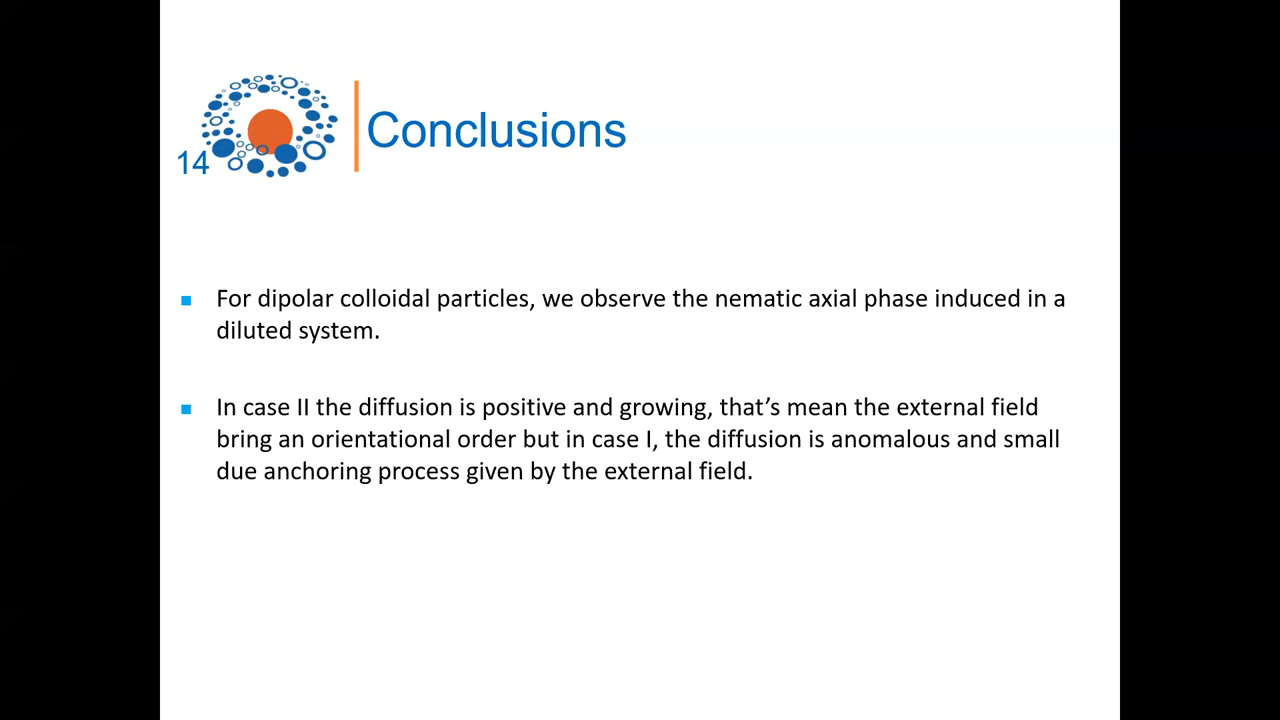 Conclusions
14
For dipolar colloidal particles, we observe the nematic axial phase induced in a
diluted system.
In case II the diffusion is positive and growing, that’s mean the external field
bring an orientational order but in case I, the diffusion is anomalous and small
due anchoring process given by the external field.